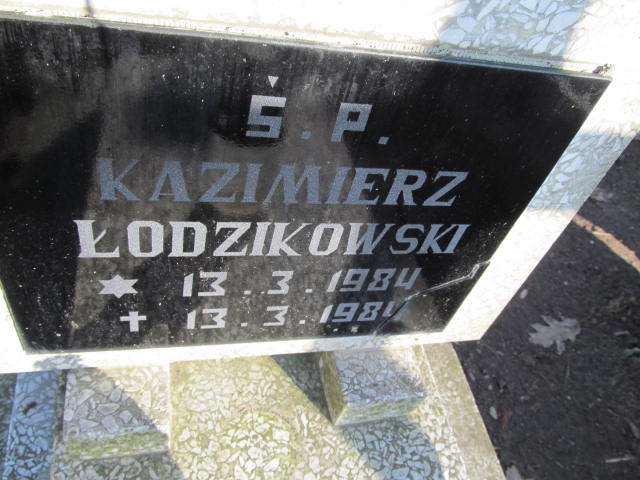 Ś.P.
KAZIMIERZ
ŁODZIKOWSKI
13.3.1984
13.3.1984